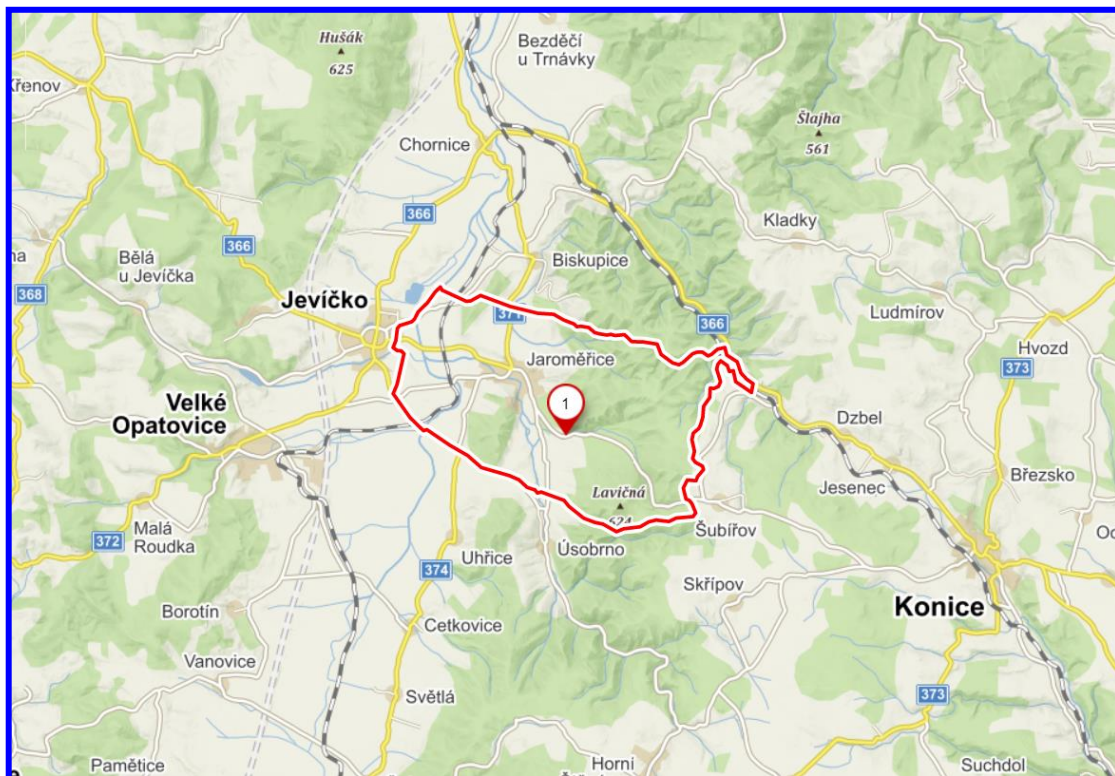 Hušák
625
Bezděčí
u Trnávky
Křenov
Šlajha
561
Chornice
366
Kladky
366
Bělá
u Jevíčka
Biskupice
368
Jevíčko
Ludmírov
366
Jaroměřice
Hvozd
373
1
Velké
Opatovice
Dzbel
Březsko
Lavičná
624
Jesenec
Malá
Roudka
372
Šubířov
Úsobrno
Uhřice
374
Skřípov
Borotín
Konice
Cetkovice
Vanovice
Světlá
373
Pamětice
Horní
Suchdol